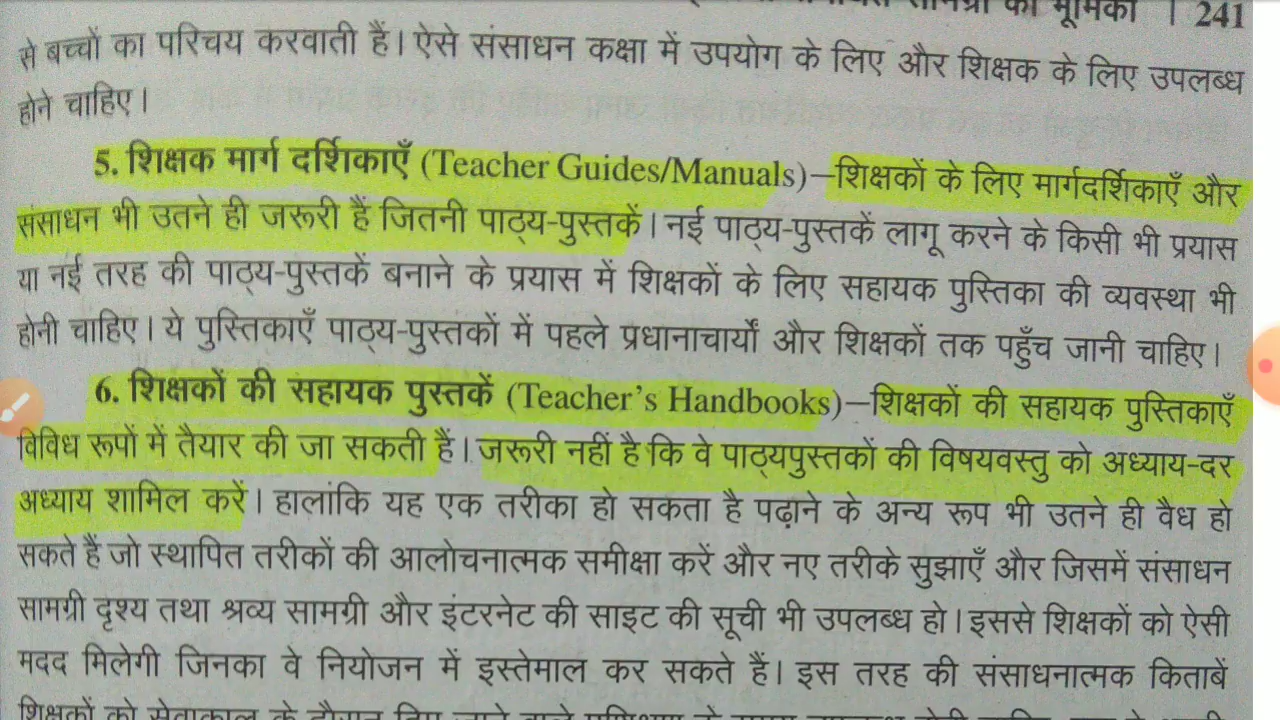 की भूमिका | 241
से बच्चों का परिचय करवाती हैं। ऐसे संसाधन कक्षा में उपयोग के लिए और शिक्षक के लिए उपलब्ध
होने चाहिए।
5. शिक्षक मार्ग दर्शिकाएँ (Teacher Guides/Manuals)—शिक्षकों के लिए मार्गदर्शिकाएँ और
संसाधन भी उतने ही जरूरी हैं जितनी पाठ्य-पुस्तकें। नई पाठ्य-पुस्तकें लागू करने के किसी भी प्रयास
या नई तरह की पाठ्य-पुस्तकें बनाने के प्रयास में शिक्षकों के लिए सहायक पुस्तिका की व्यवस्था भी
होनी चाहिए। ये पुस्तिकाएँ पाठ्य-पुस्तकों में पहले प्रधानाचार्यों और शिक्षकों तक पहुँच जानी चाहिए।
6. शिक्षकों की सहायक पुस्तकें (Teacher's Handbooks)—शिक्षकों की सहायक पुस्तिकाएँ
विविध रूपों में तैयार की जा सकती हैं। जरूरी नहीं है कि वे पाठ्यपुस्तकों की विषयवस्तु को अध्याय-दर
अध्याय शामिल करें। हालांकि यह एक तरीका हो सकता है पढ़ाने के अन्य रूप भी उतने ही वैध हो
सकते हैं जो स्थापित तरीकों की आलोचनात्मक समीक्षा करें और नए तरीके सुझाएँ और जिसमें संसाधन
सामग्री दृश्य तथा श्रव्य सामग्री और इंटरनेट की साइट की सूची भी उपलब्ध हो। इससे शिक्षकों को ऐसी
मदद मिलेगी जिनका वे नियोजन में इस्तेमाल कर सकते हैं। इस तरह की संसाधनात्मक किताबें
शिक्षकों को सेवाकाल के दौरान दिए जाने वाले